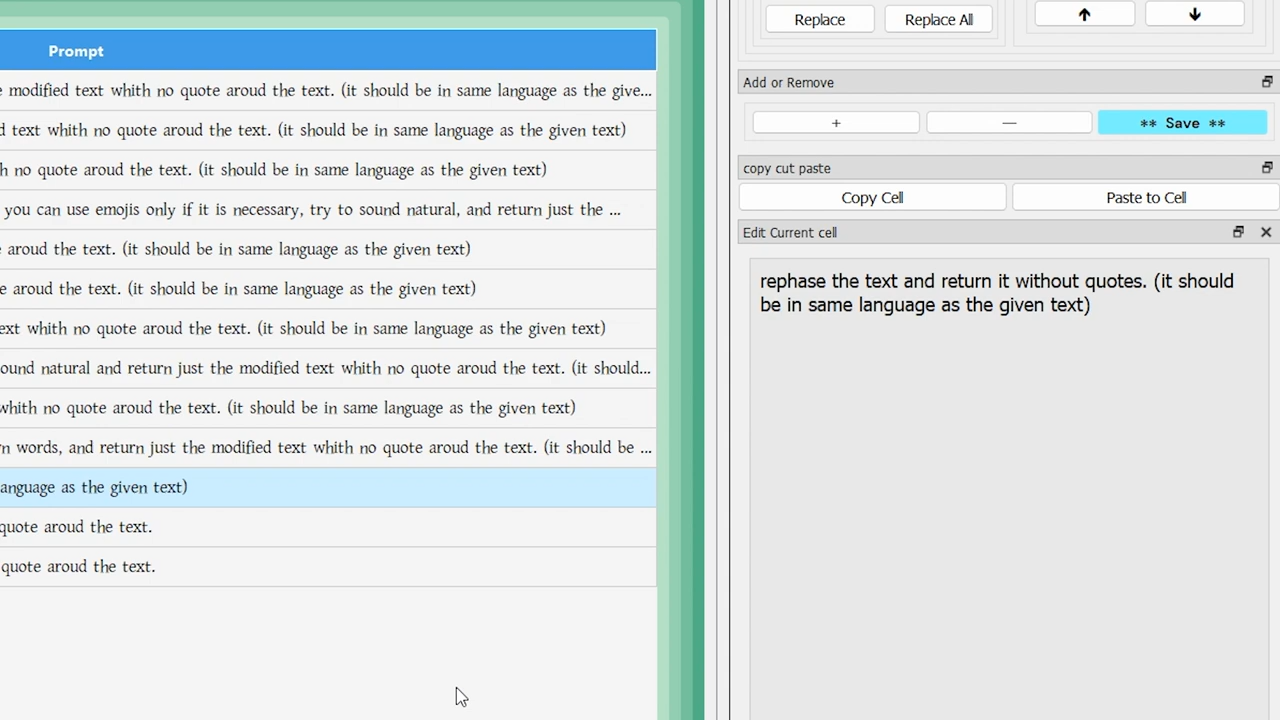 Prompt
modified text whith no quote aroud the text. (it should be in same language as the give...
text whith no quote aroud the text. (it should be in same language as the given text)
no quote aroud the text. (it should be in same language as the given text)
you can use emojis only if it is necessary, try to sound natural, and return just the ...
aroud the text. (it should be in same language as the given text)
aroud the text. (it should be in same language as the given text)
whith no quote aroud the text. (it should be in same language as the given text)
natural and return just the modified text whith no quote aroud the text. (it should...
whith no quote aroud the text. (it should be in same language as the given text)
words, and return just the modified text whith no quote aroud the text. (it should be ...
as the given text)
quote aroud the text.
quote aroud the text.
Replace
Replace All
Add or Remove
+
—
** Save **
copy cut paste
Copy Cell
Paste to Cell
Edit Current cell
rephase the text and return it without quotes. (it should
be in same language as the given text)